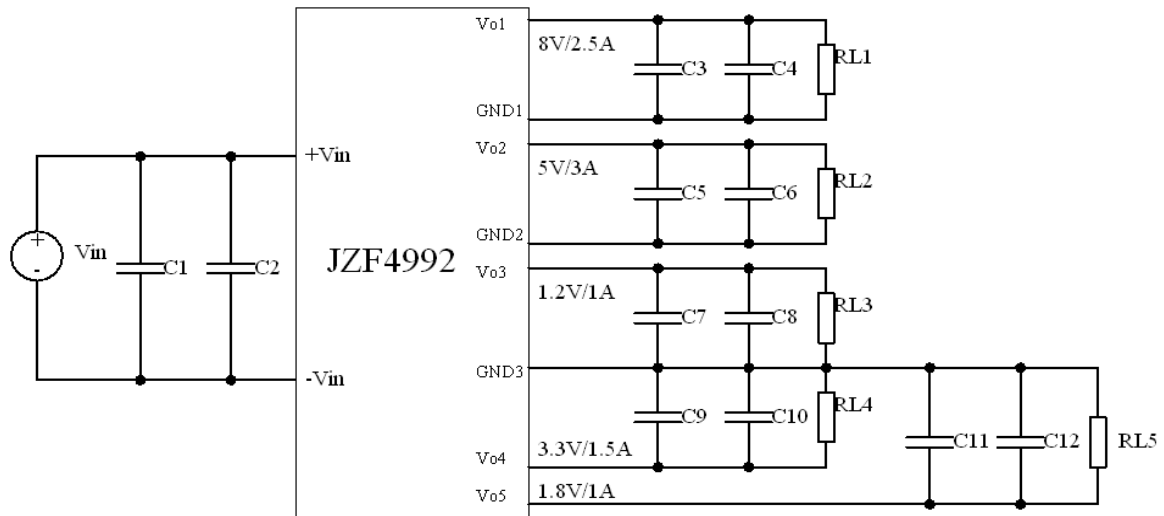 Vo1
8V/2.5A
C3
C4
RL1
GND1
Vo2
5V/3A
C5
C6
RL2
GND2
+Vin
Vin
C1
C2
-Vin
JZF4992
Vo3
1.2V/1A
C7
C8
RL3
GND3
C9
C10
RL4
C11
C12
RL5
3.3V/1.5A
Vo4
1.8V/1A
Vo5